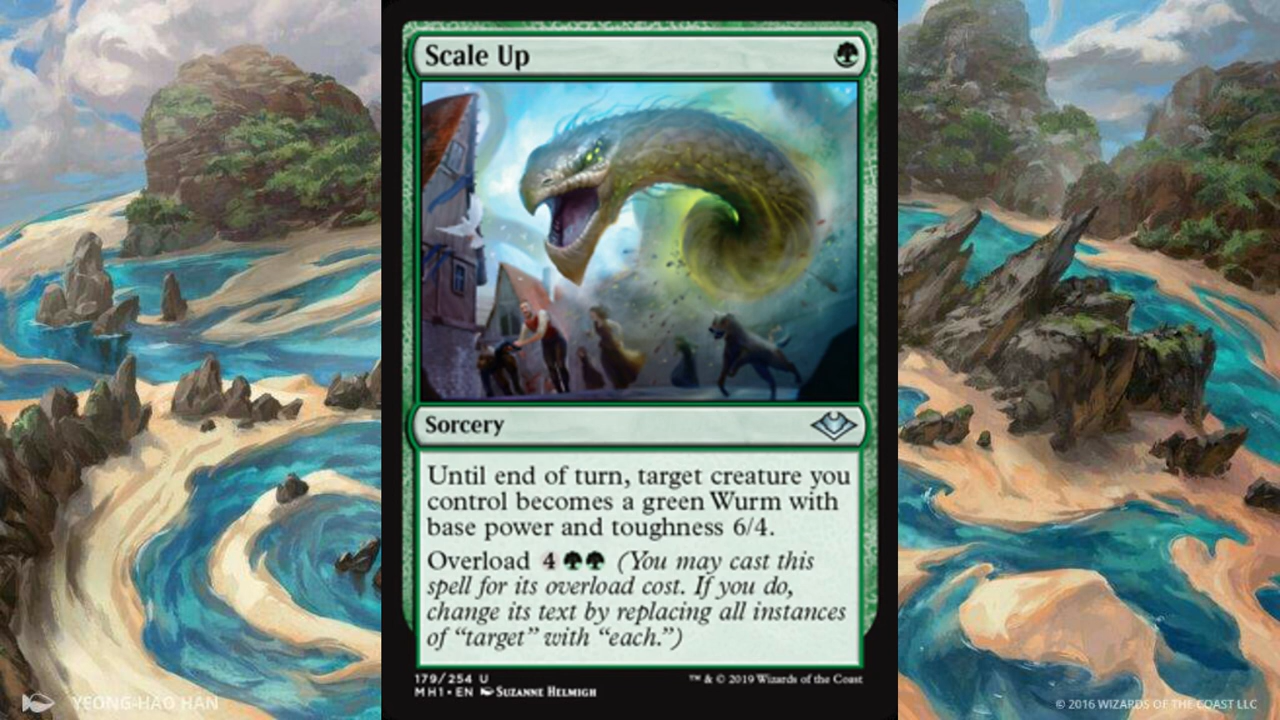 Scale Up
Sorcery
Until end of turn, target creature you
control becomes a green Wurm with
base power and toughness 6/4.
Overload 4 (You may cast this
spell for its overload cost. If you do,
change its text by replacing all instances
of “target” with “each.”)
179/254 U
MH1 • EN SUZANNE HELMIGH
™ & © 2019 Wizards of the Coast
YEONG-HAO HAN
© 2016 WIZARDS OF THE COAST LLC